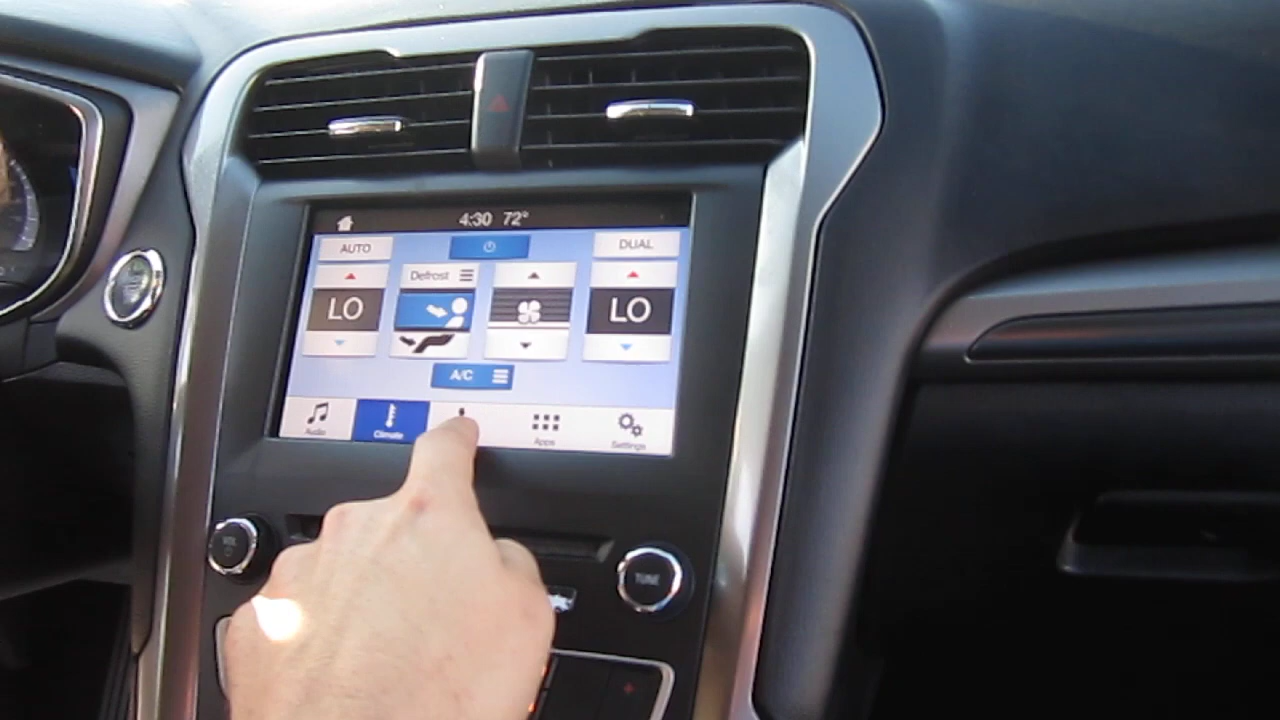 4:30 72°
AUTO
DUAL
Defrost
LO
LO
A/C
Audio
Climate
Apps
Settings
VOL
TUNE